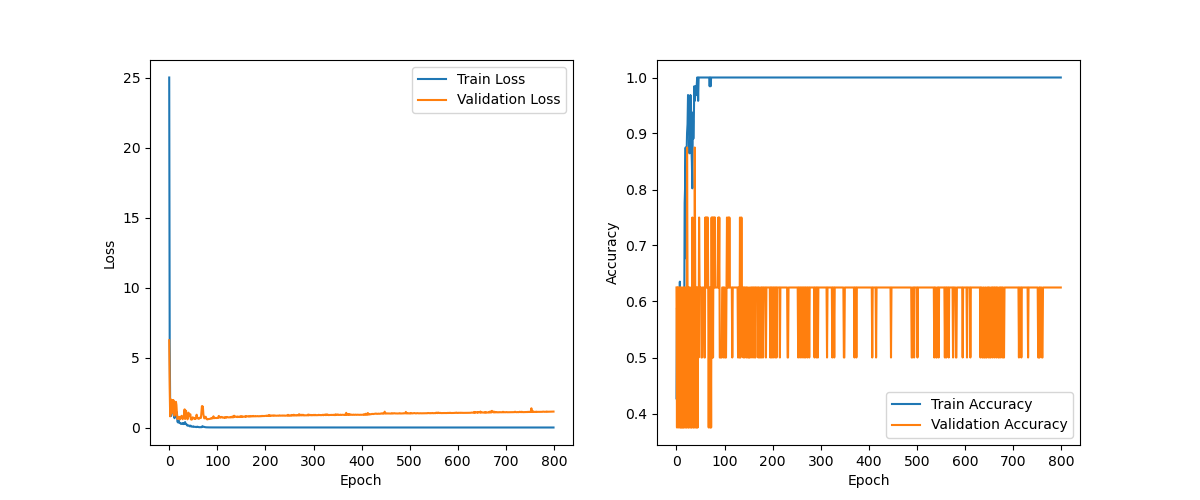 25
20
15
10
5
0
Loss
0 100 200 300 400 500 600 700 800
Epoch
Train Loss
Validation Loss
1.0
0.9
0.8
0.7
0.6
0.5
0.4
Accuracy
0 100 200 300 400 500 600 700 800
Epoch
Train Accuracy
Validation Accuracy